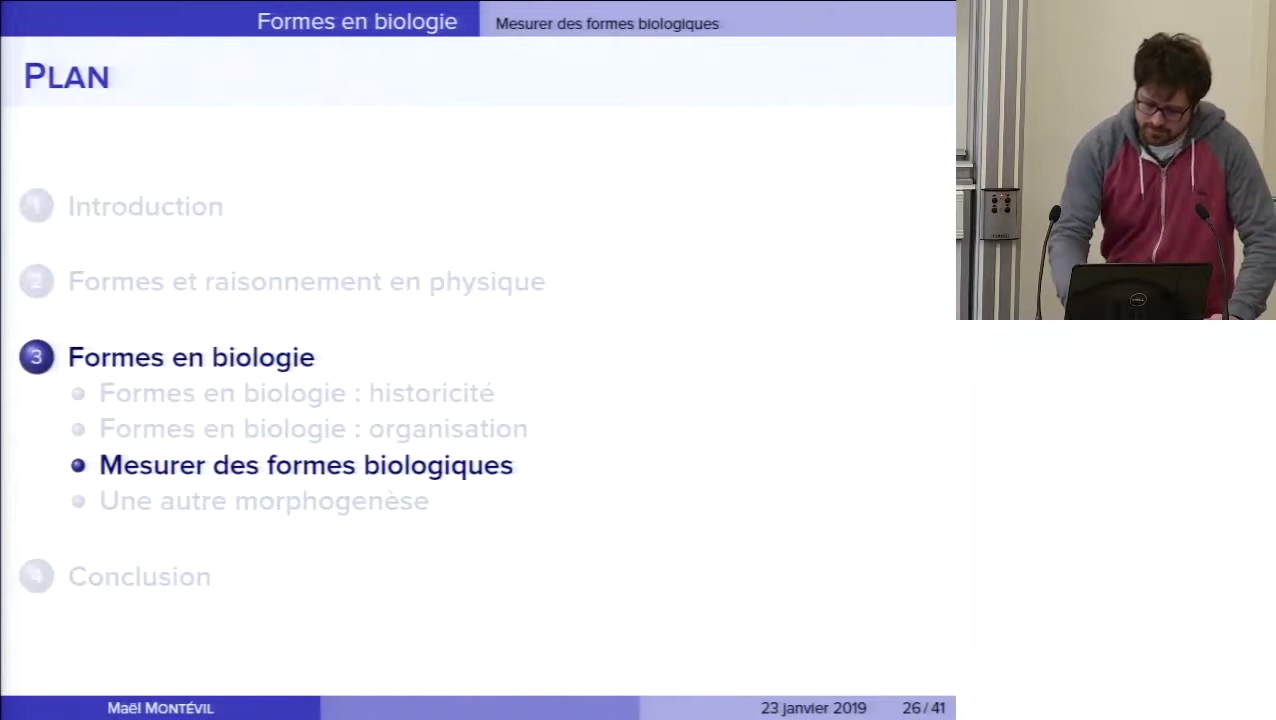 Formes en biologie
Mesurer des formes biologiques
PLAN
1 Introduction
2 Formes et raisonnement en physique
3 Formes en biologie
Formes en biologie : historicité
Formes en biologie : organisation
Mesurer des formes biologiques
Une autre morphogenèse
4 Conclusion
Maël MONTÉVIL
23 janvier 2019
26 / 41
DELL